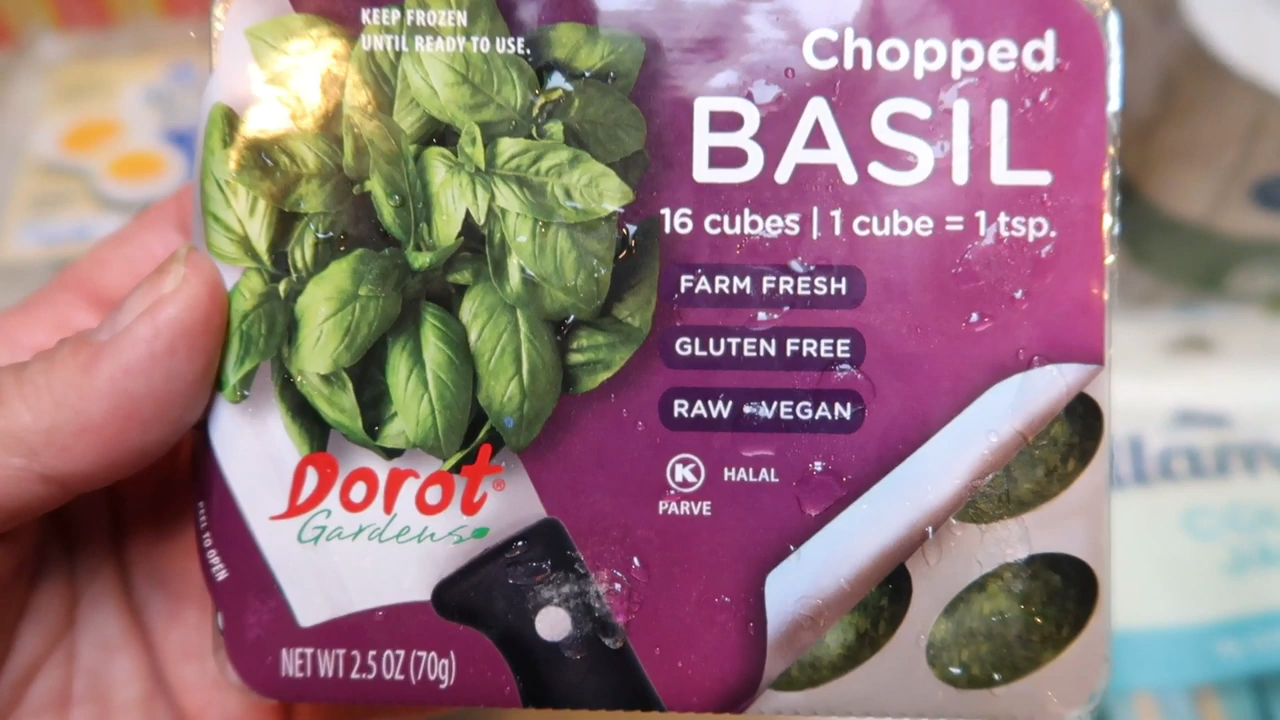 KEEP FROZEN
UNTIL READY TO USE.
Chopped
BASIL
16 cubes | 1 cube = 1 tsp.
FARM FRESH
GLUTEN FREE
RAW • VEGAN
K HALAL
PARVE
Dorot®
Gardens
PEEL TO OPEN
NET WT 2.5 OZ (70g)